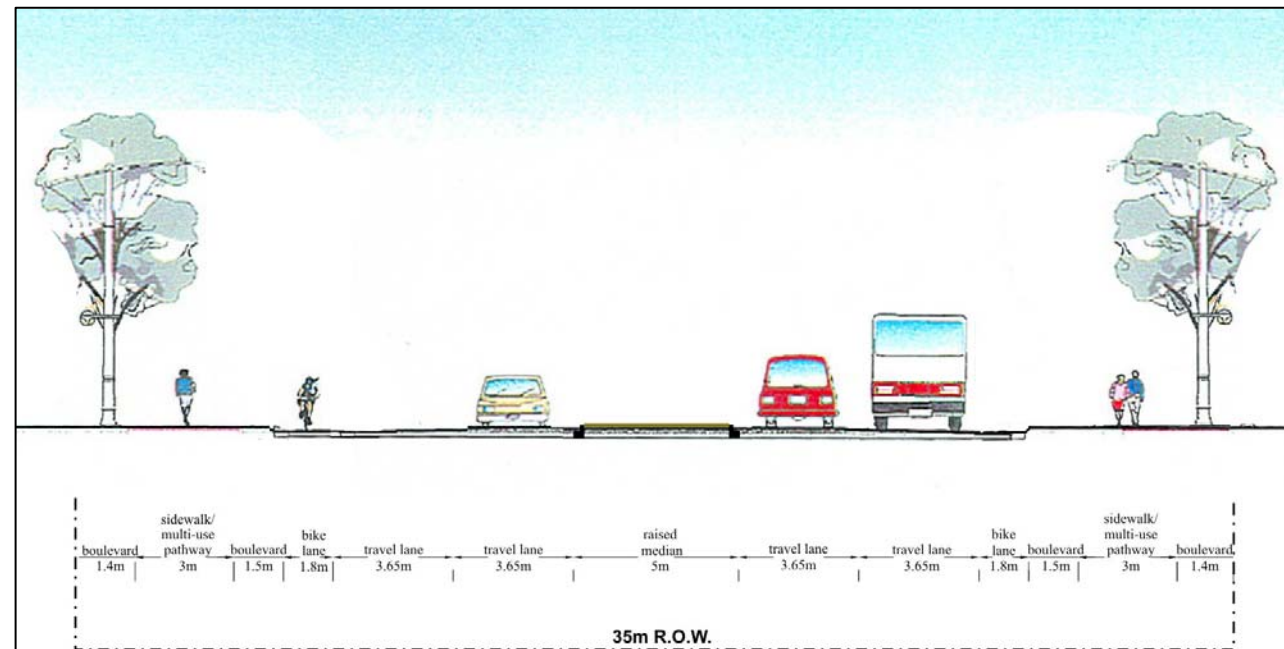 boulevard
1.4m
sidewalk/
multi-use
pathway
3m
boulevard
1.5m
bike
lane
1.8m
travel lane
3.65m
travel lane
3.65m
raised
median
5m
travel lane
3.65m
travel lane
3.65m
bike
lane
1.8m
boulevard
1.5m
sidewalk/
multi-use
pathway
3m
boulevard
1.4m
35m R.O.W.